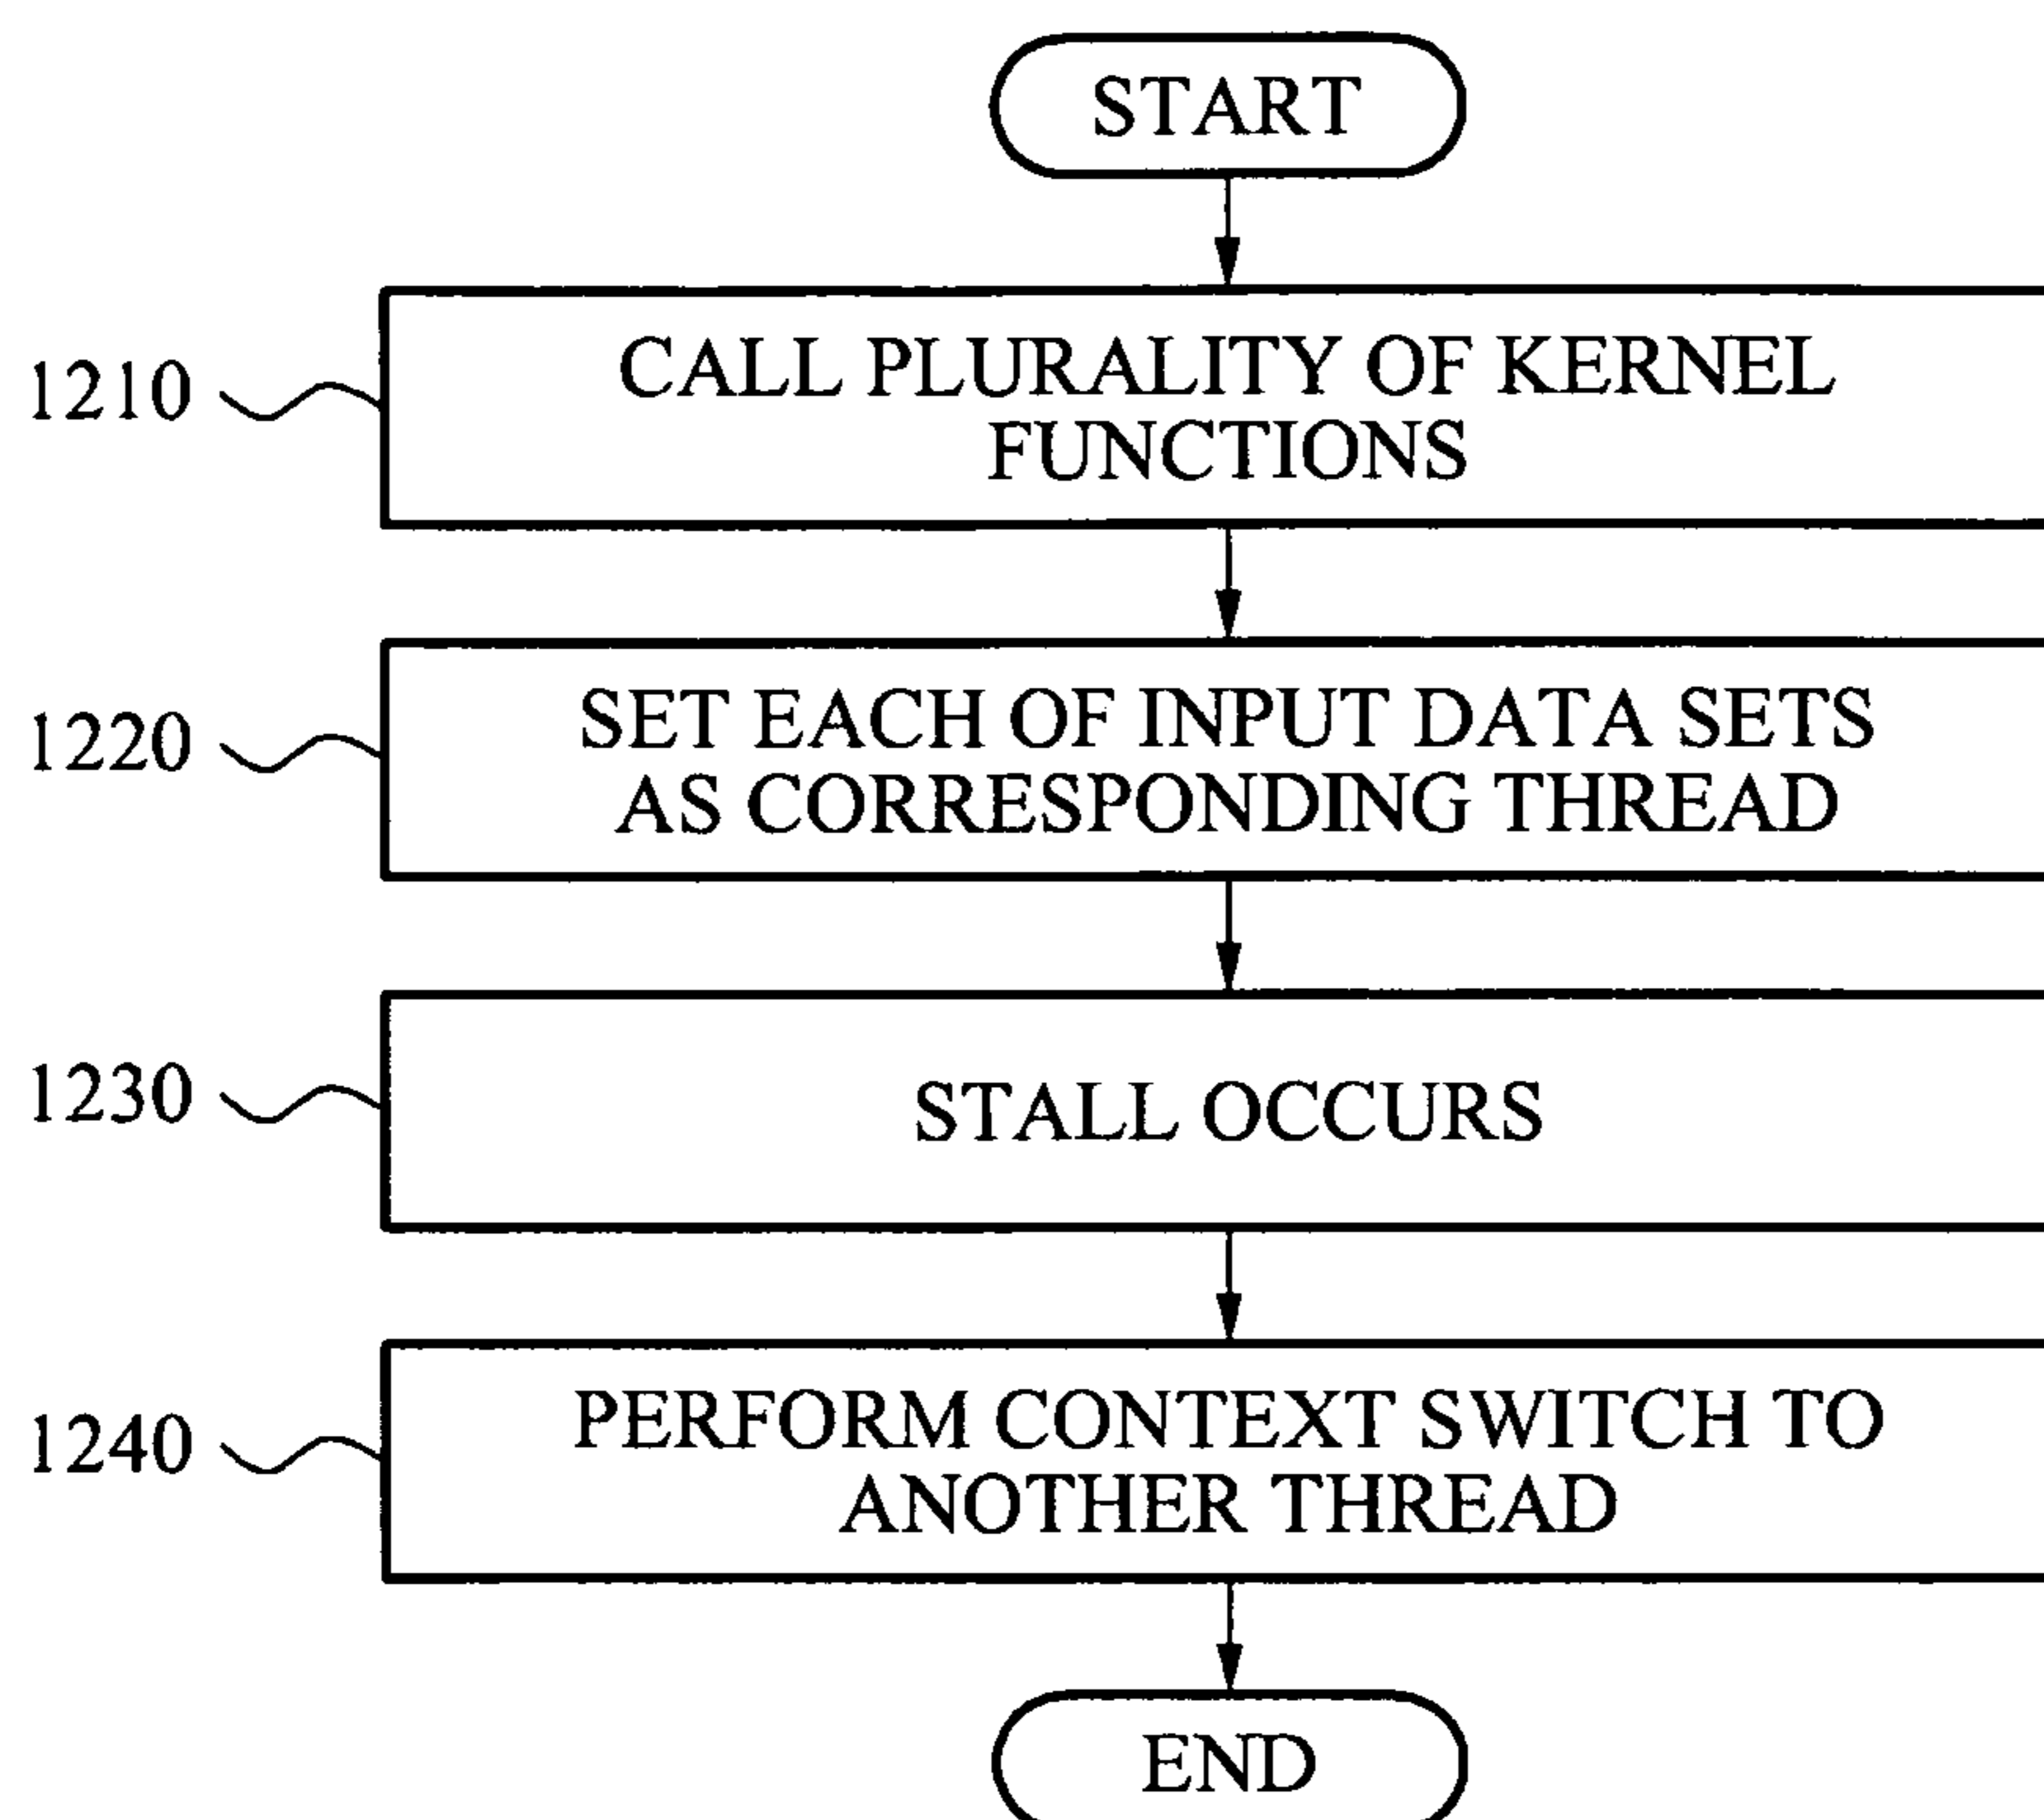 START
1210
CALL PLURALITY OF KERNEL
FUNCTIONS
1220
SET EACH OF INPUT DATA SETS
AS CORRESPONDING THREAD
1230
STALL OCCURS
1240
PERFORM CONTEXT SWITCH TO
ANOTHER THREAD
END